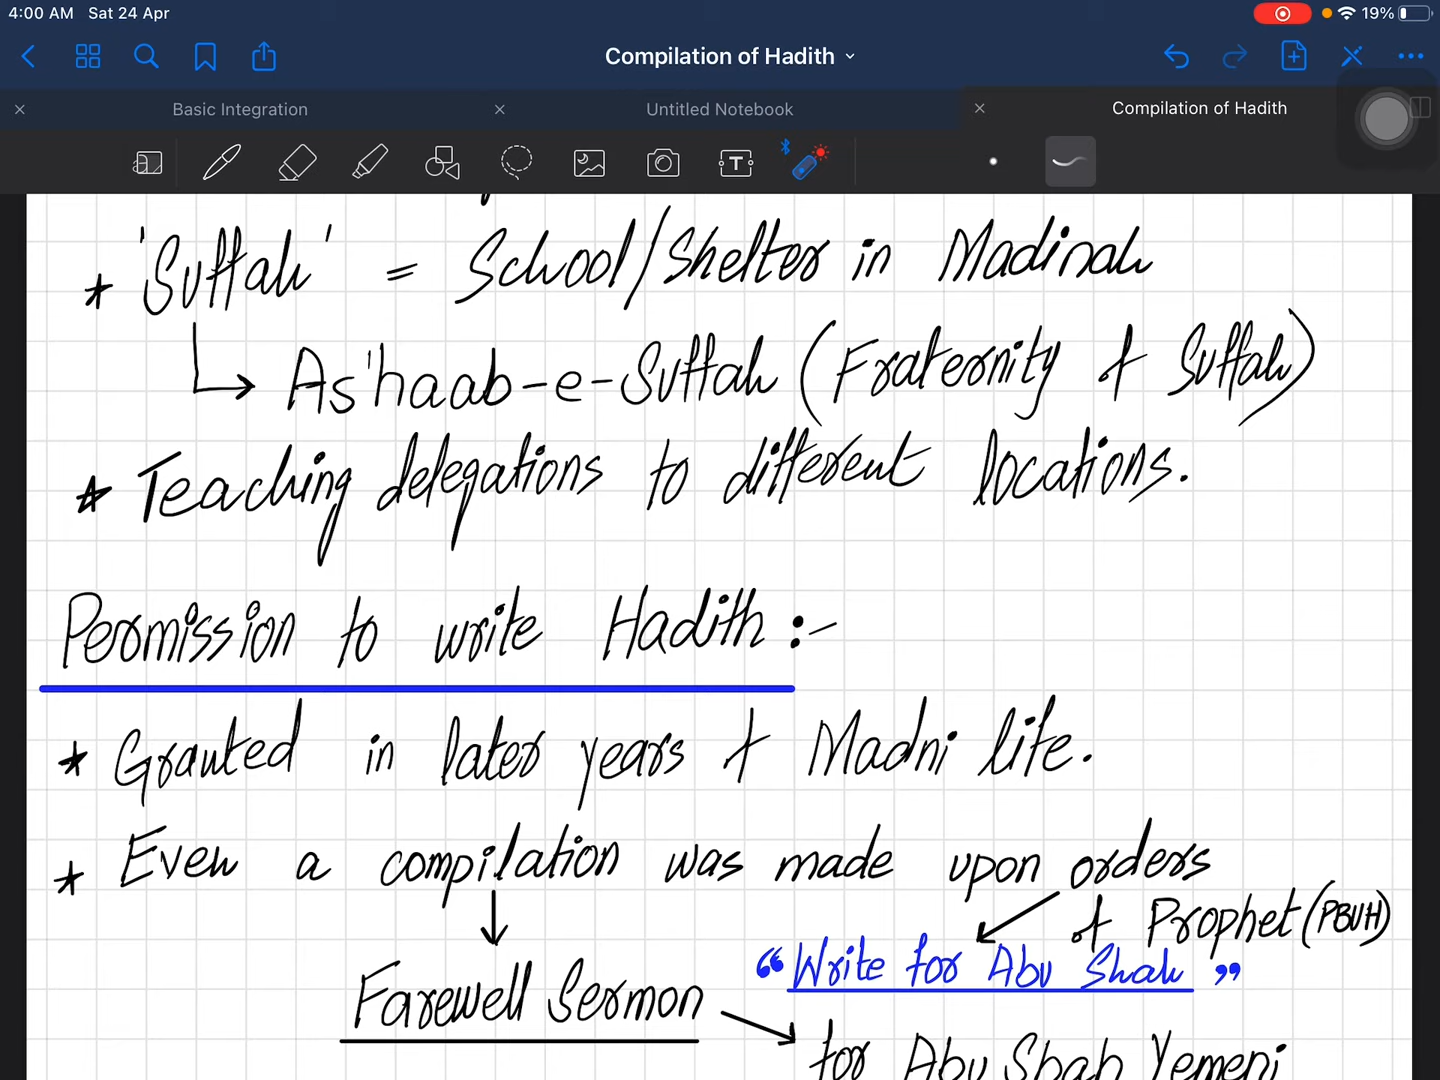 4:00 AM Sat 24 Apr 19%
Compilation of Hadith
Basic Integration Untitled Notebook Compilation of Hadith
* 'Suffah' = School/Shelter in Madinah
As'haab-e-Suffah (Fraternity of Suffah)
* Teaching delegations to different locations.
Permission to write Hadith :-
* Granted in later years of Madni life.
* Even a compilation was made upon orders
of Prophet (PBUH)
"Write for Abu Shah"
Farewell Sermon
for Abu Shah Yemeni